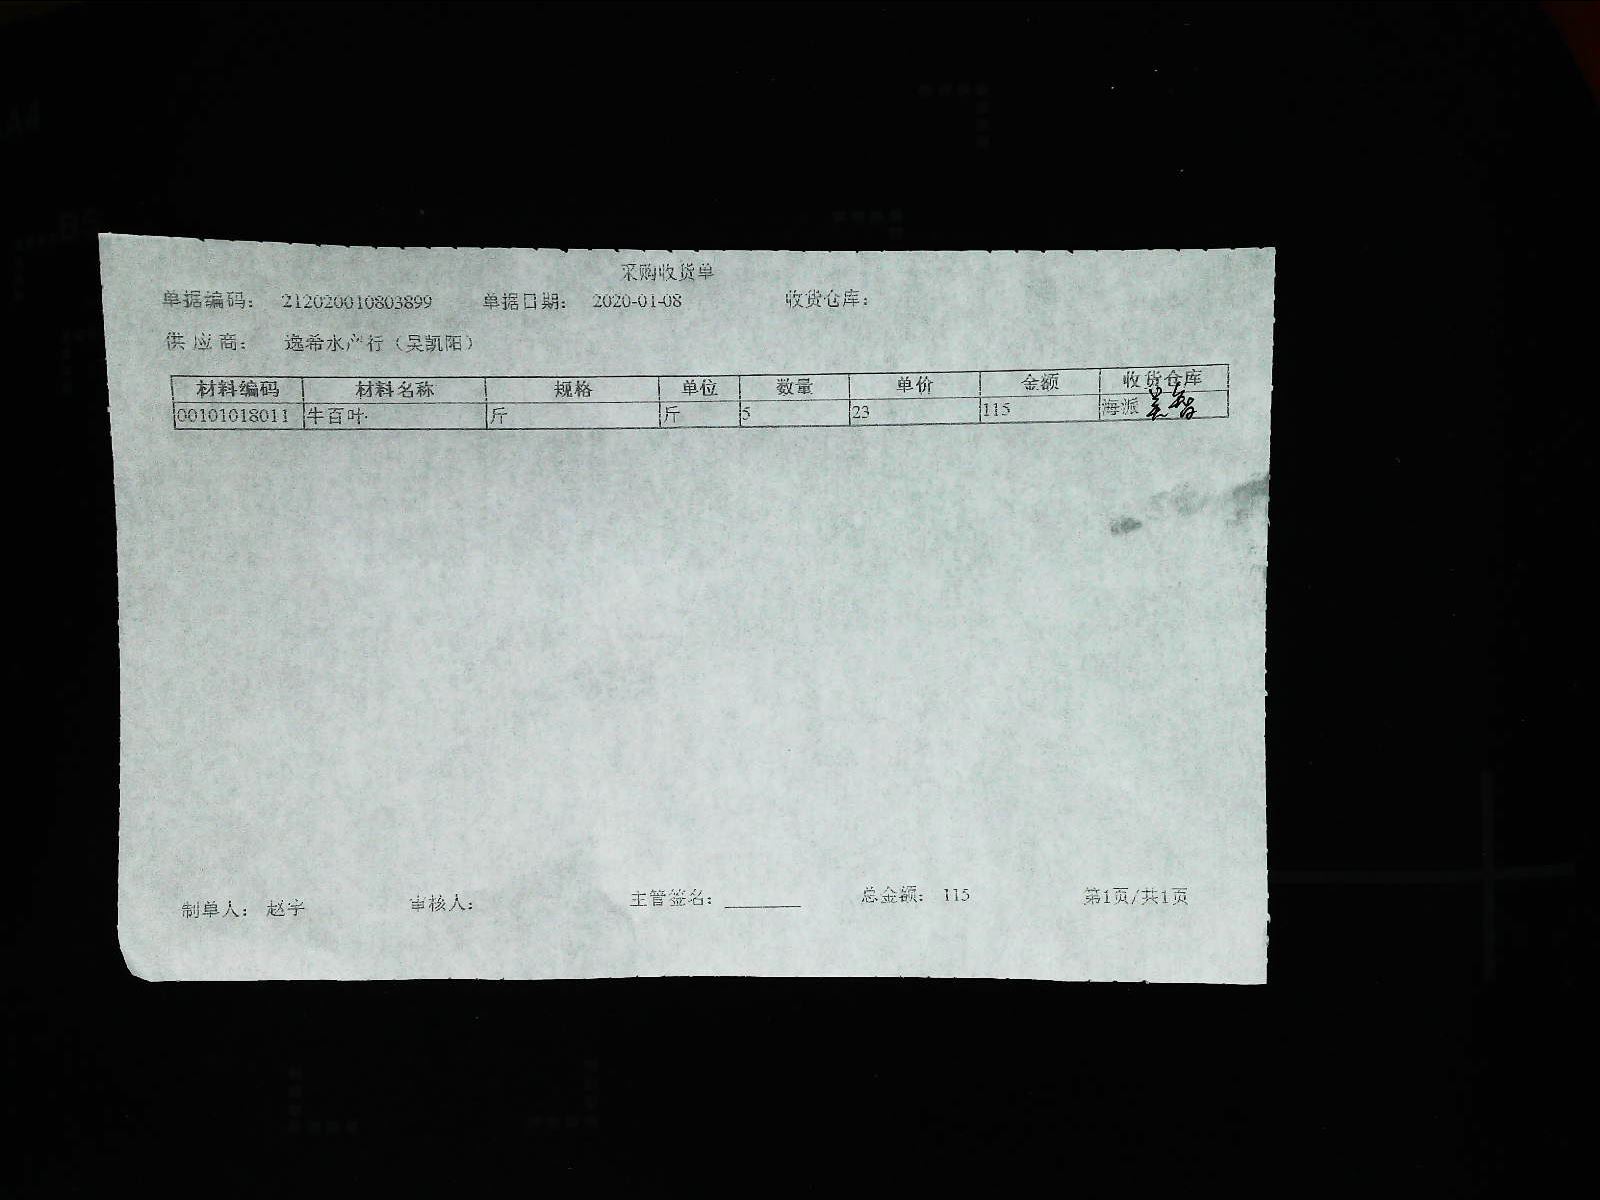 采购收货单
单据编码： 212020010803899 单据日期： 2020-01-08 收货仓库：
供 应 商： 逸希水产行（吴凯阳）
材料编码 材料名称 规格 单位 数量 单价 金额 收货仓库
00101018011 牛百叶 斤 斤 5 23 115 海派
制单人： 赵宇 审核人： 主管签名： ________ 总金额： 115 第1页/共1页